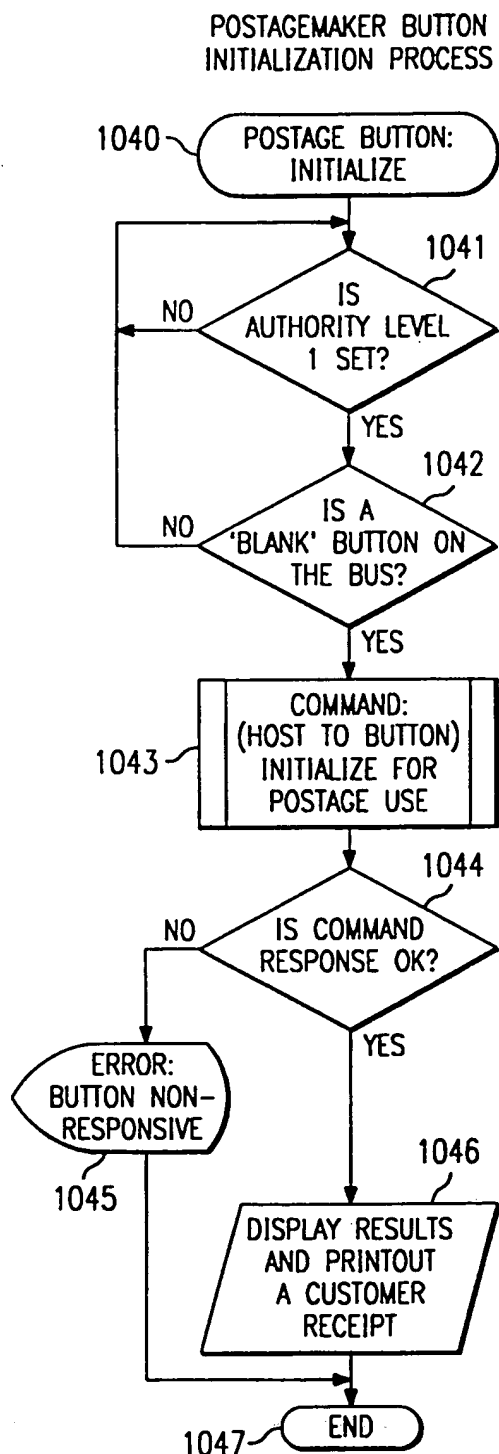 POSTAGEMAKER BUTTON
INITIALIZATION PROCESS
1040
POSTAGE BUTTON:
INITIALIZE
1041
IS
AUTHORITY LEVEL
1 SET?
NO
YES
1042
IS A
'BLANK' BUTTON ON
THE BUS?
NO
YES
1043
COMMAND:
(HOST TO BUTTON)
INITIALIZE FOR
POSTAGE USE
1044
IS COMMAND
RESPONSE OK?
NO
YES
ERROR:
BUTTON NON-
RESPONSIVE
1045
1046
DISPLAY RESULTS
AND PRINTOUT
A CUSTOMER
RECEIPT
END
1047